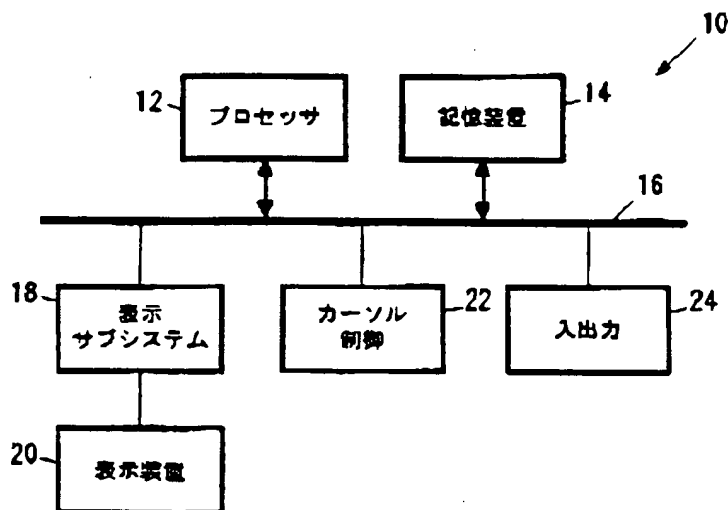 10
12
プロセッサ
記憶装置
14
16
18
表示
サブシステム
カーソル
制御
22
入出力
24
20
表示装置